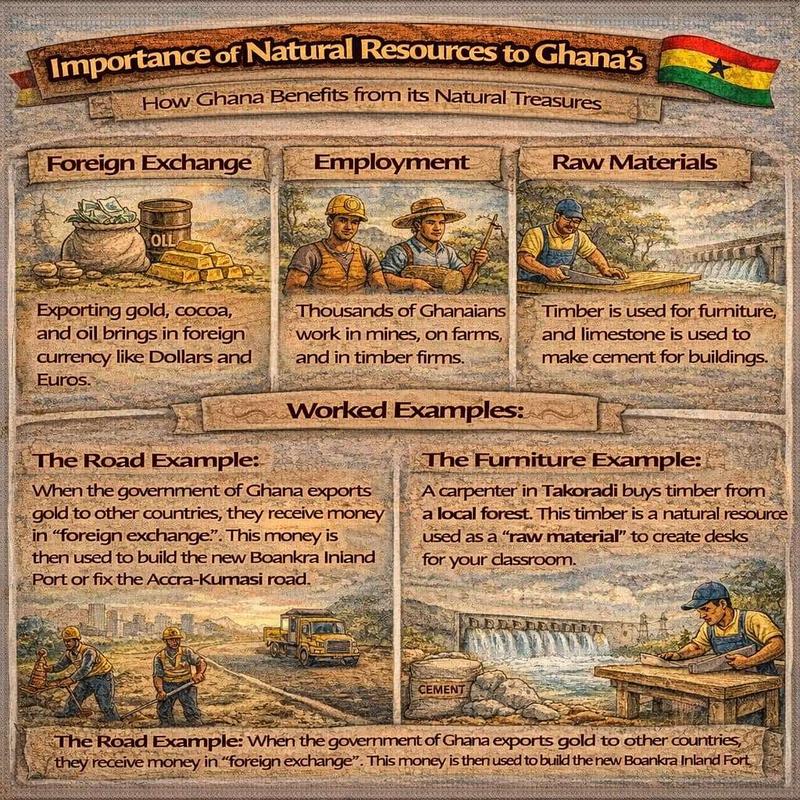 Importance of Natural Resources to Ghana's
How Ghana Benefits from its Natural Treasures
Foreign Exchange
OIL
Exporting gold, cocoa,
and oil brings in foreign
currency like Dollars and
Euros.
Employment
Thousands of Ghanaians
work in mines, on farms,
and in timber firms.
Raw Materials
Timber is used for furniture,
and limestone is used to
make cement for buildings.
Worked Examples:
The Road Example:
When the government of Ghana exports
gold to other countries, they receive money
in “foreign exchange.”. This money is
then used to build the new Boankra Inland
Port or fix the Accra-Kumasi road.
The Furniture Example:
A carpenter in Takoradi buys timber from
a local forest. This timber is a natural resource
used as a “raw material” to create desks
for your classroom.
CEMENT
The Road Example: When the government of Ghana exports gold to other countries,
they receive money in “foreign exchange”. This money is then used to build the new Boankra Inland Fort.